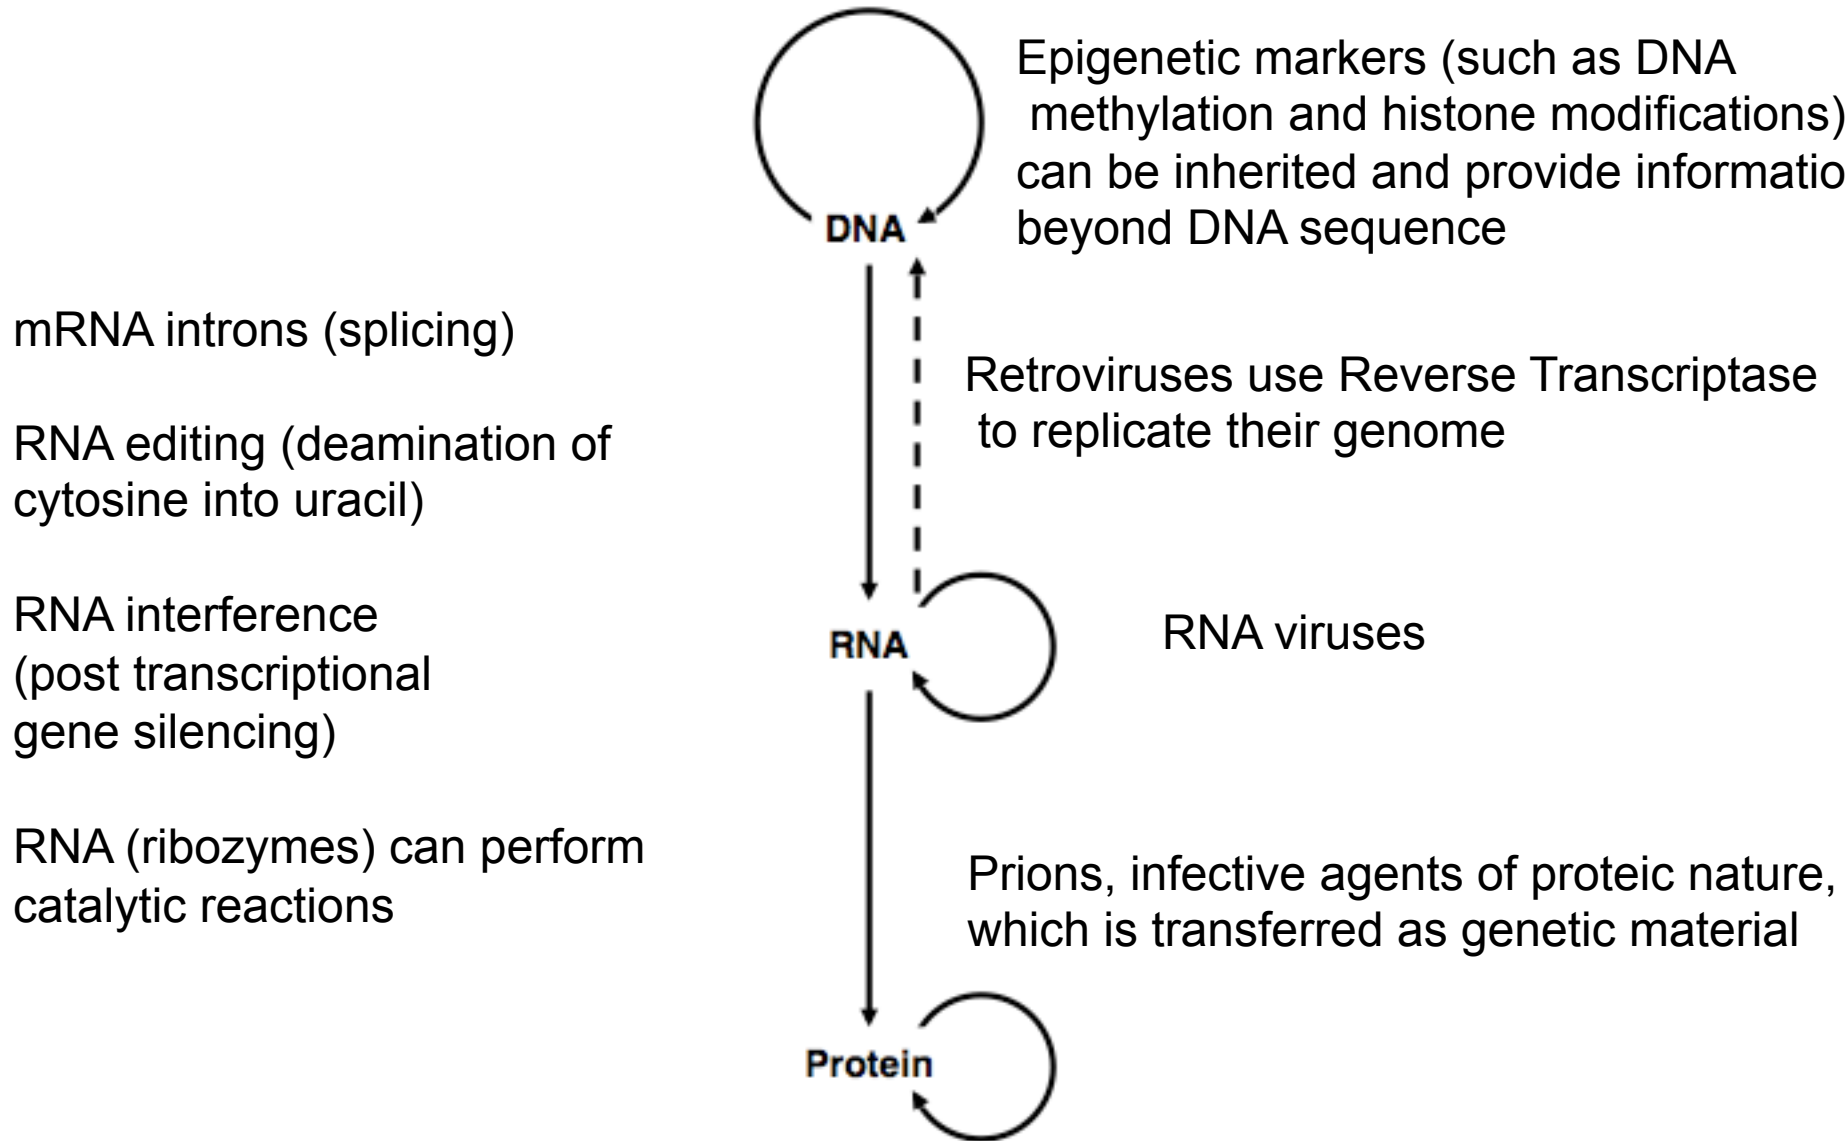 Epigenetic markers (such as DNA
methylation and histone modifications)
can be inherited and provide informatio
beyond DNA sequence
DNA
mRNA introns (splicing)
Retroviruses use Reverse Transcriptase
to replicate their genome
RNA editing (deamination of
cytosine into uracil)
RNA interference
(post transcriptional
gene silencing)
RNA
RNA viruses
RNA (ribozymes) can perform
catalytic reactions
Prions, infective agents of proteic nature,
which is transferred as genetic material
Protein